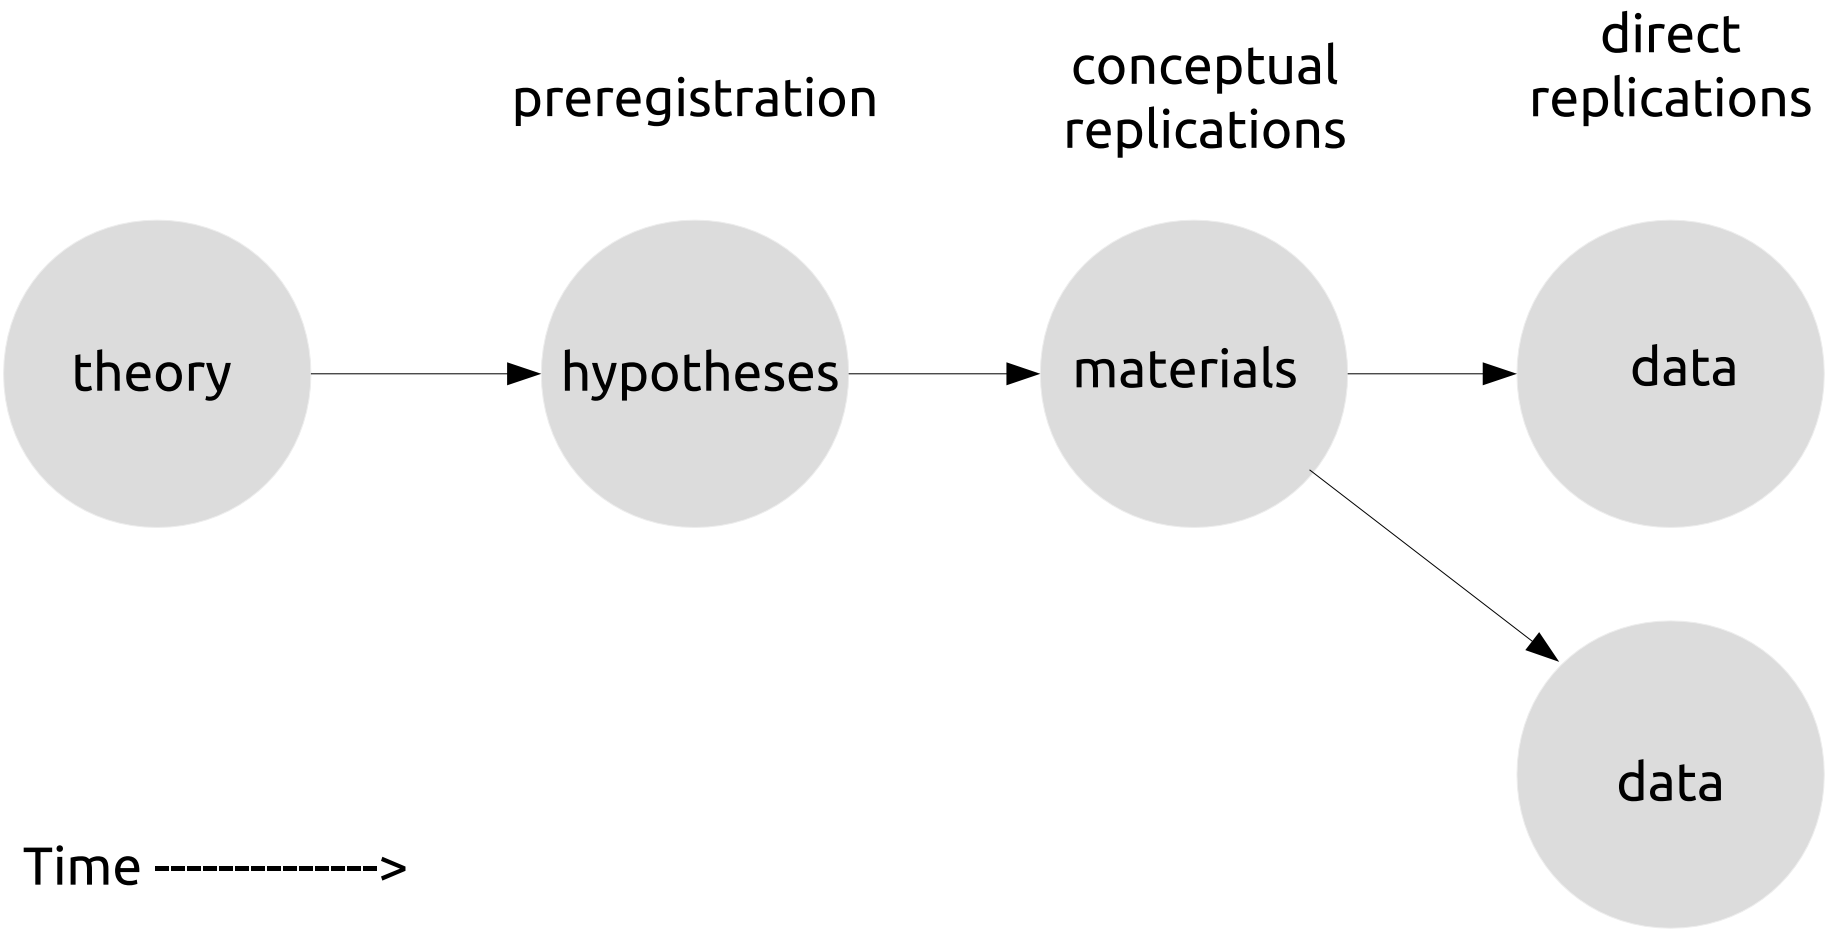 preregistration
conceptual
replications
direct
replications
theory
hypotheses
materials
data
data
Time -------------->